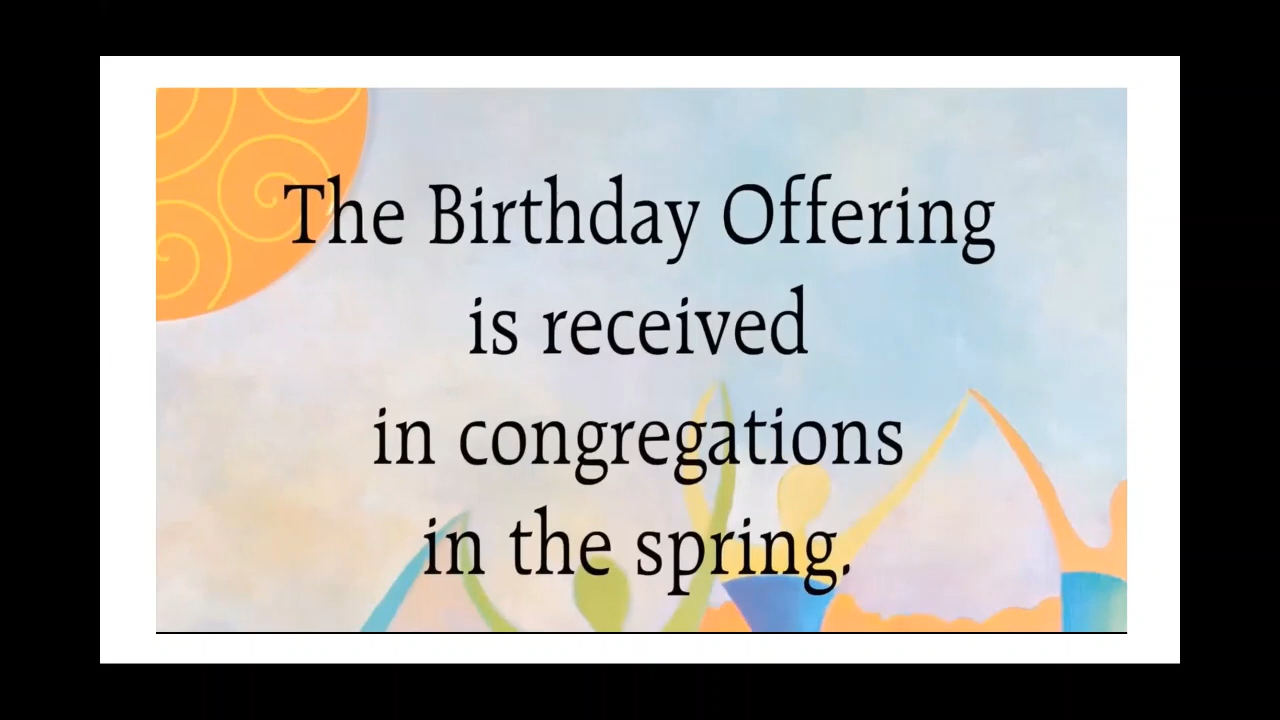 The Birthday Offering
is received
in congregations
in the spring.